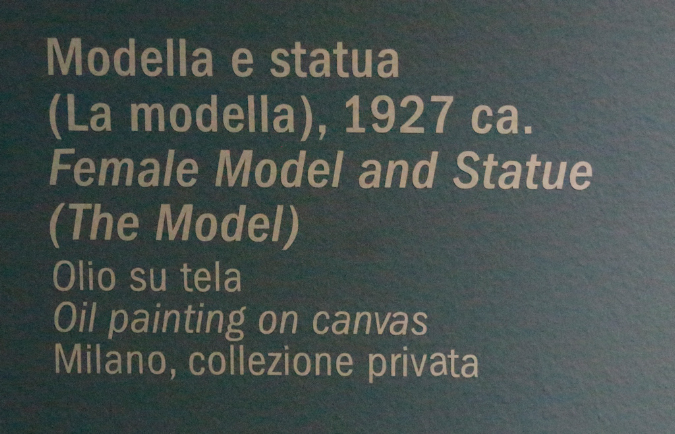 Modella e statua
(La modella), 1927 ca.
Female Model and Statue
(The Model)
Olio su tela
Oil painting on canvas
Milano, collezione privata